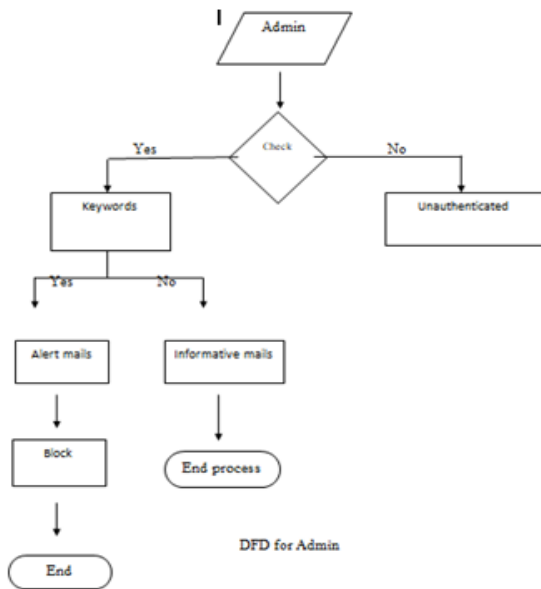 Admin
Check
Yes
No
Keywords
Unauthenticated
Yes
No
Alert mails
Informative mails
Block
End process
DFD for Admin
End